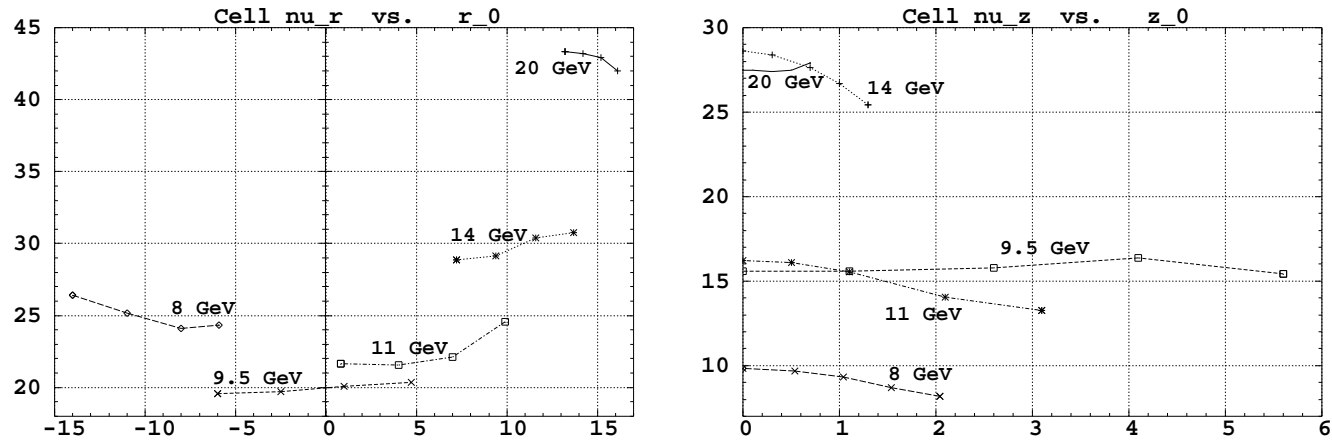 Cell nu_r vs. r_0
45
40
35
30
25
20
-15 -10 -5 0 5 10 15
20 GeV
14 GeV
8 GeV
11 GeV
9.5 GeV
Cell nu_z vs. z_0
30
25
20
15
10
0 1 2 3 4 5 6
20 GeV
14 GeV
9.5 GeV
11 GeV
8 GeV